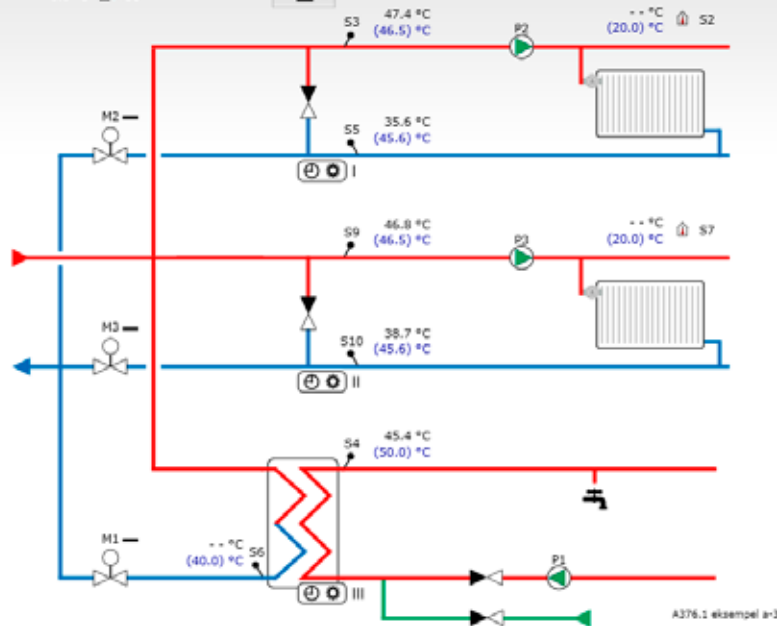 S3 47.4 °C
(46.5) °C
P2
- - °C
(20.0) °C
S2
M2
S5 35.6 °C
(45.6) °C
I
S9 46.8 °C
(46.5) °C
P3
- - °C
(20.0) °C
S7
M3
S10 38.7 °C
(45.6) °C
II
S4 45.4 °C
(50.0) °C
M1
- - °C
(40.0) °C
S6
P1
III
A376.1 eksempel a-3